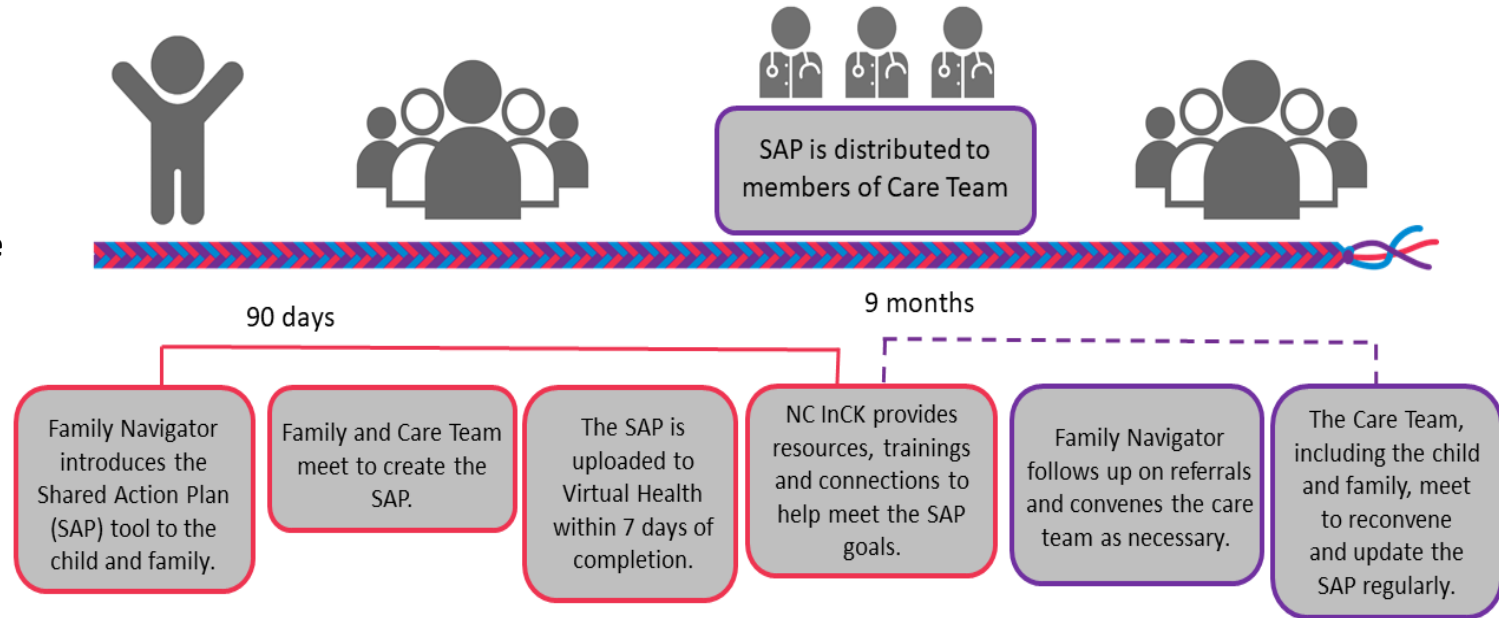 SAP is distributed to
members of Care Team
e
90 days
9 months
Family Navigator
introduces the
Shared Action Plan
(SAP) tool to the
child and family.
Family and Care Team
meet to create the
SAP.
The SAP is
uploaded to
Virtual Health
within 7 days of
completion.
NC InCK provides
resources, trainings
and connections to
help meet the SAP
goals.
Family Navigator
follows up on referrals
and convenes the care
team as necessary.
The Care Team,
including the child
and family, meet
to reconvene
and update the
SAP regularly.